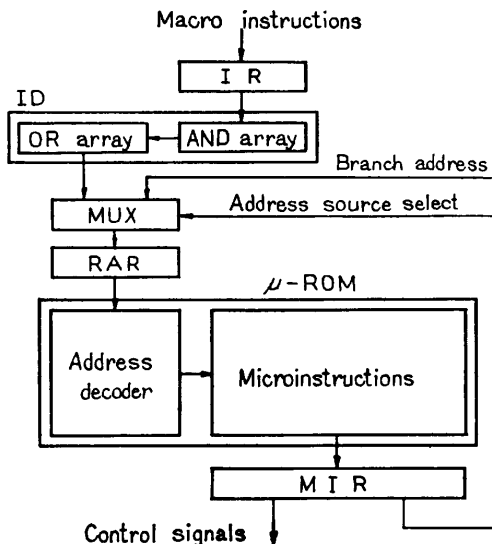 Macro instructions
I R
ID
OR array
AND array
Branch address
MUX
Address source select
RAR
μ-ROM
Address
decoder
Microinstructions
M I R
Control signals